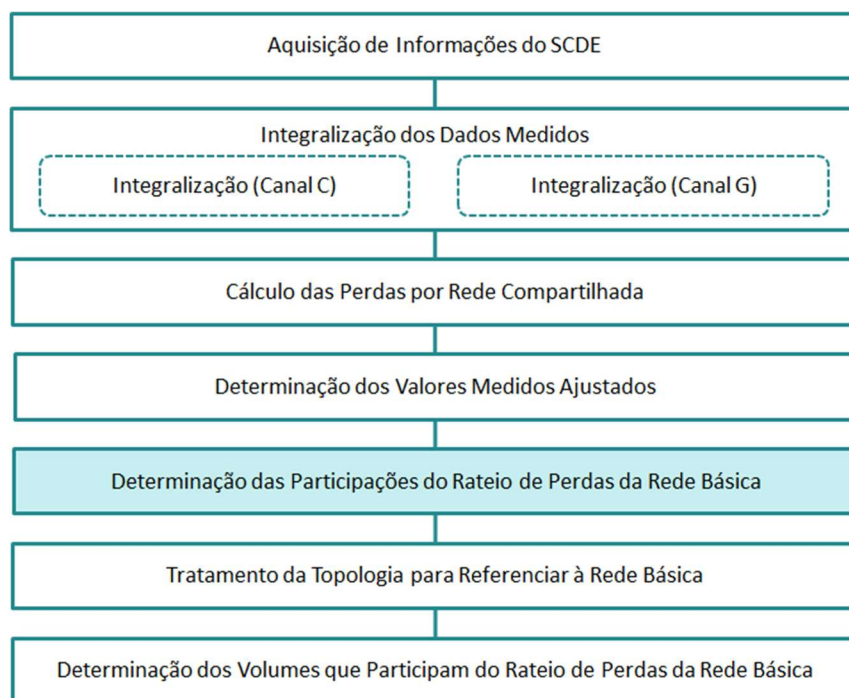 Aquisição de Informações do SCDE
Integralização dos Dados Medidos
Integralização (Canal C)
Integralização (Canal G)
Cálculo das Perdas por Rede Compartilhada
Determinação dos Valores Medidos Ajustados
Determinação das Participações do Rateio de Perdas da Rede Básica
Tratamento da Topologia para Referenciar à Rede Básica
Determinação dos Volumes que Participam do Rateio de Perdas da Rede Básica